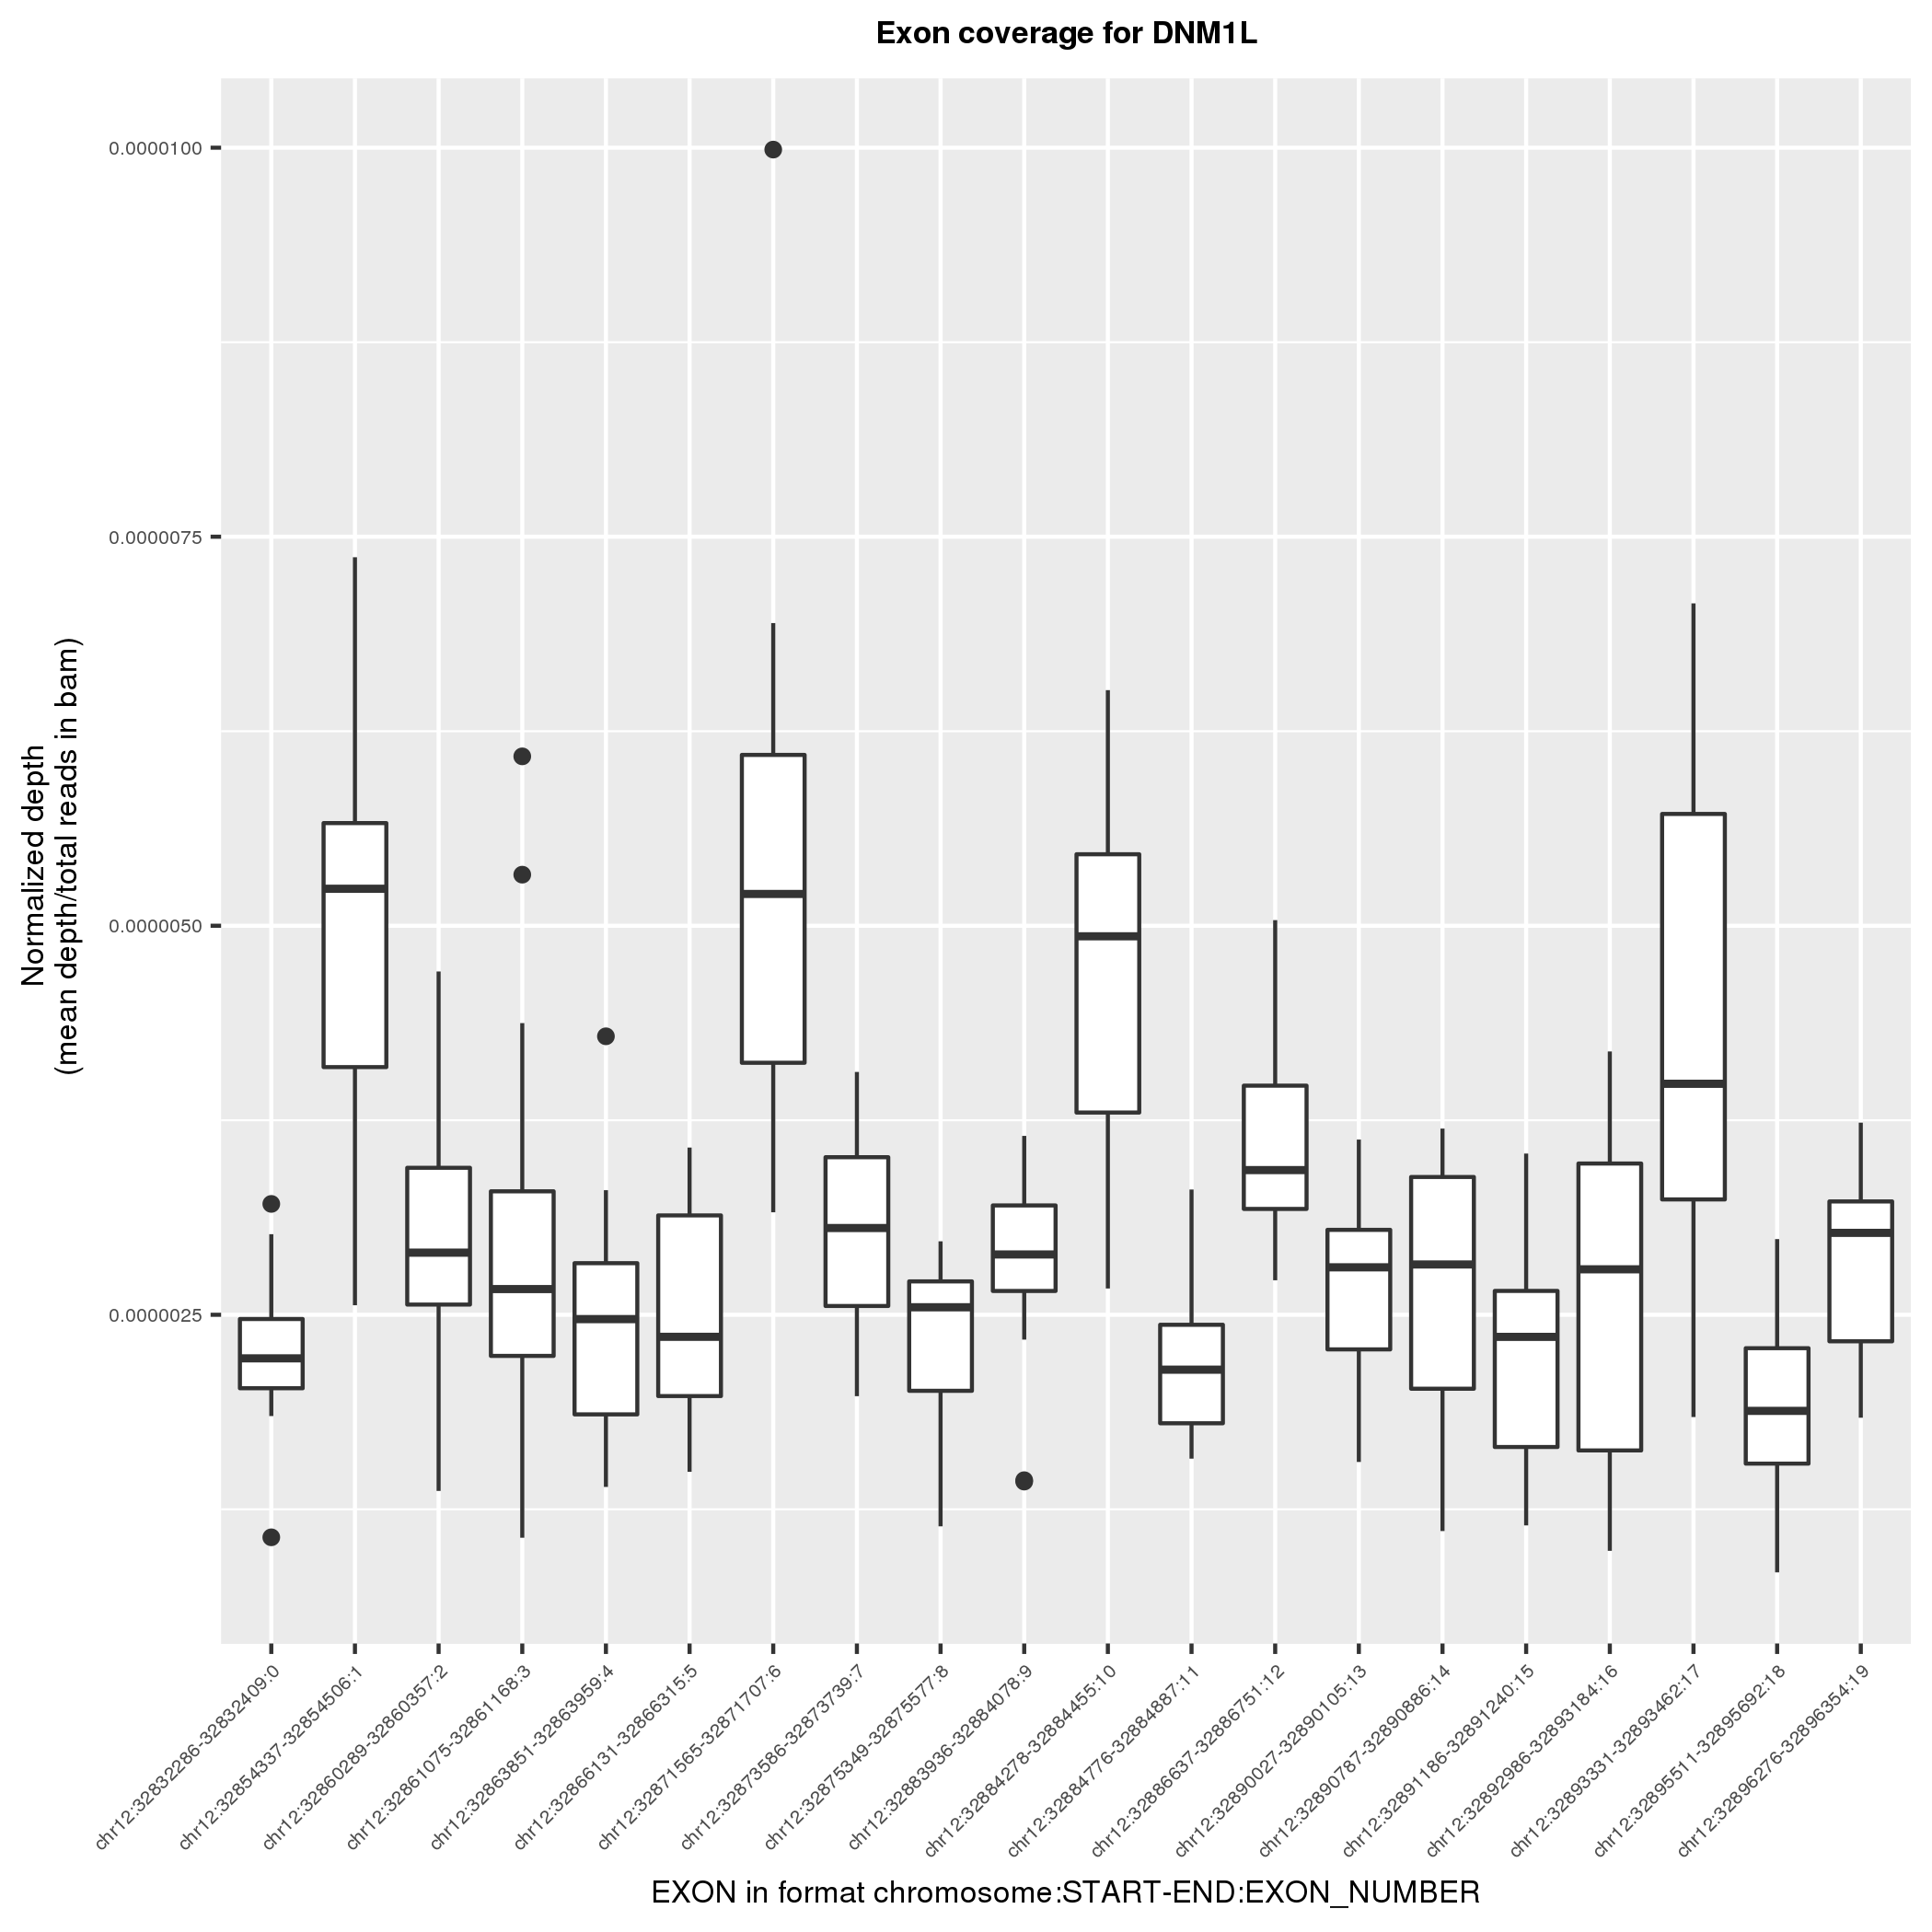 Exon coverage for DNM1L
0.0000100
0.0000075
0.0000050
0.0000025
Normalized depth
(mean depth/total reads in bam)
chr12:32832286-32832409:0
chr12:32854337-32854506:1
chr12:32860289-32860357:2
chr12:32861075-32861168:3
chr12:32863851-32863959:4
chr12:32866131-32866315:5
chr12:32871565-32871707:6
chr12:32873586-32873739:7
chr12:32875349-32875577:8
chr12:32883936-32884078:9
chr12:32884278-32884455:10
chr12:32884776-32884887:11
chr12:32886637-32886751:12
chr12:32890027-32890105:13
chr12:32890787-32890886:14
chr12:32891186-32891240:15
chr12:32892986-32893184:16
chr12:32893331-32893462:17
chr12:32895511-32895692:18
chr12:32896276-32896354:19
EXON in format chromosome:START-END:EXON_NUMBER